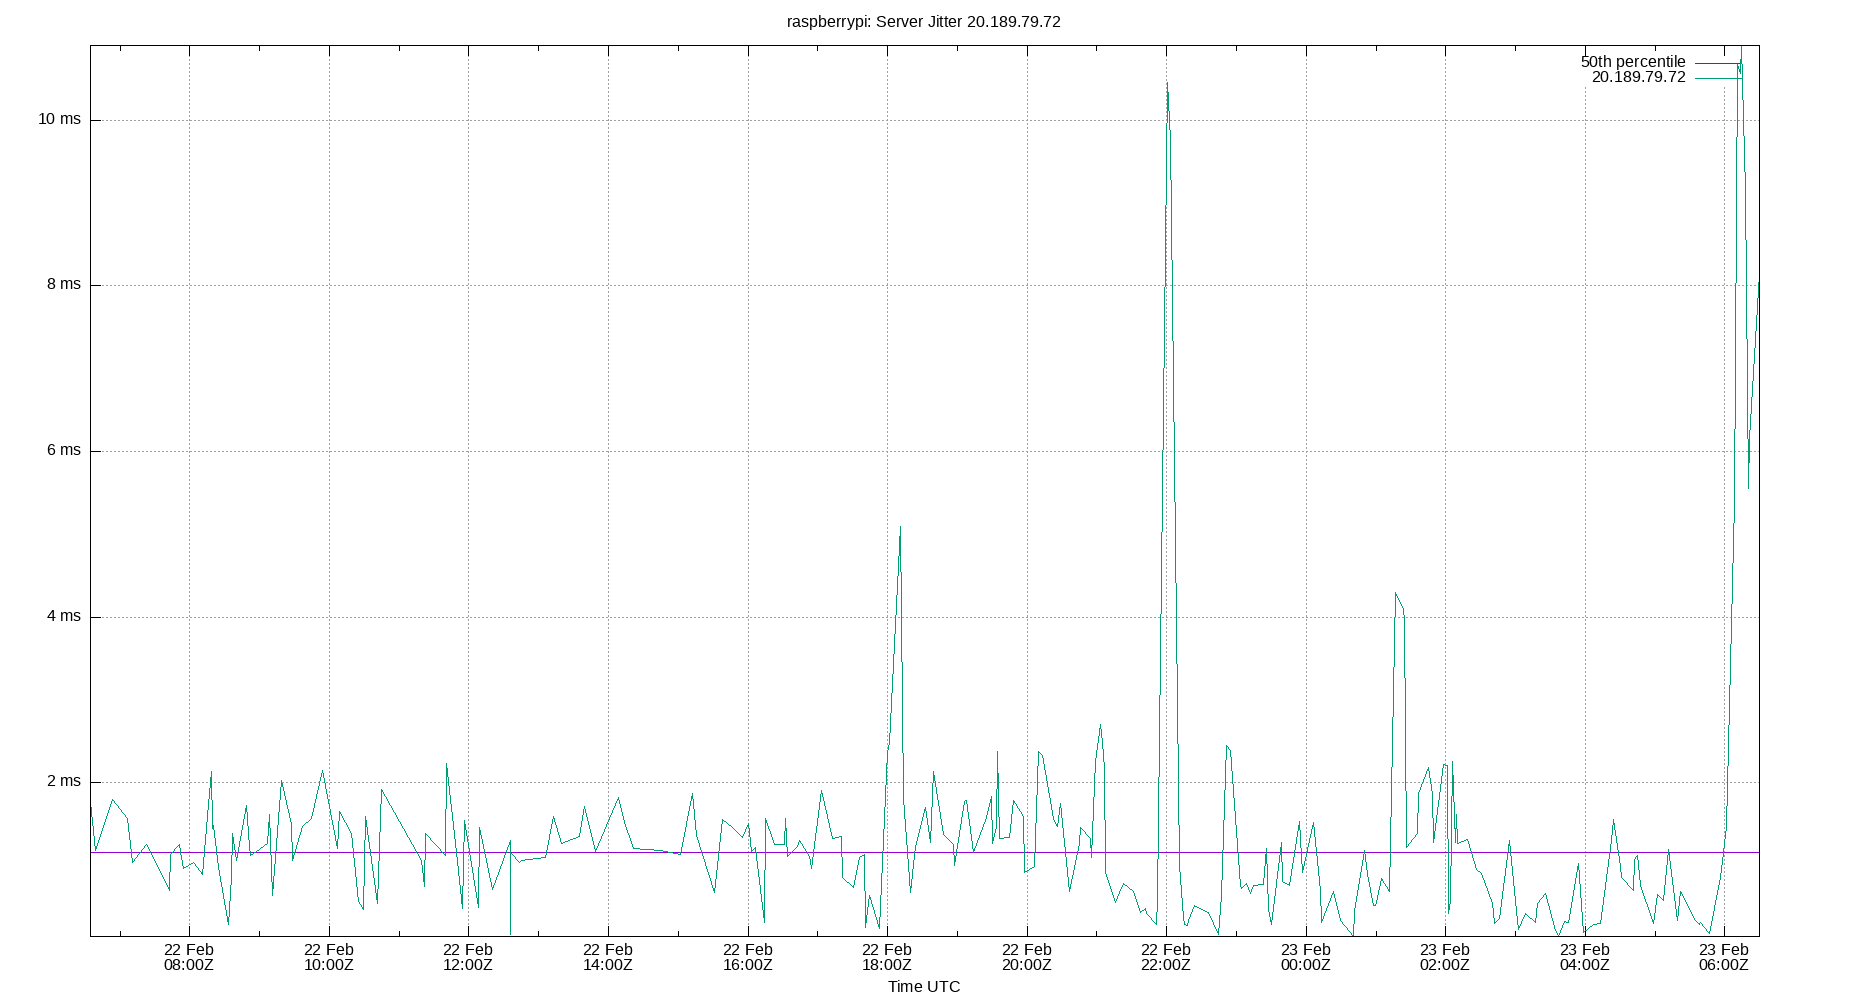 raspberrypi: Server Jitter 20.189.79.72
50th percentile
20.189.79.72
10 ms
8 ms
6 ms
4 ms
2 ms
22 Feb 22 Feb 22 Feb 22 Feb 22 Feb 22 Feb 22 Feb 22 Feb 23 Feb 23 Feb 23 Feb 23 Feb
08:00Z 10:00Z 12:00Z 14:00Z 16:00Z 18:00Z 20:00Z 22:00Z 00:00Z 02:00Z 04:00Z 06:00Z
Time UTC